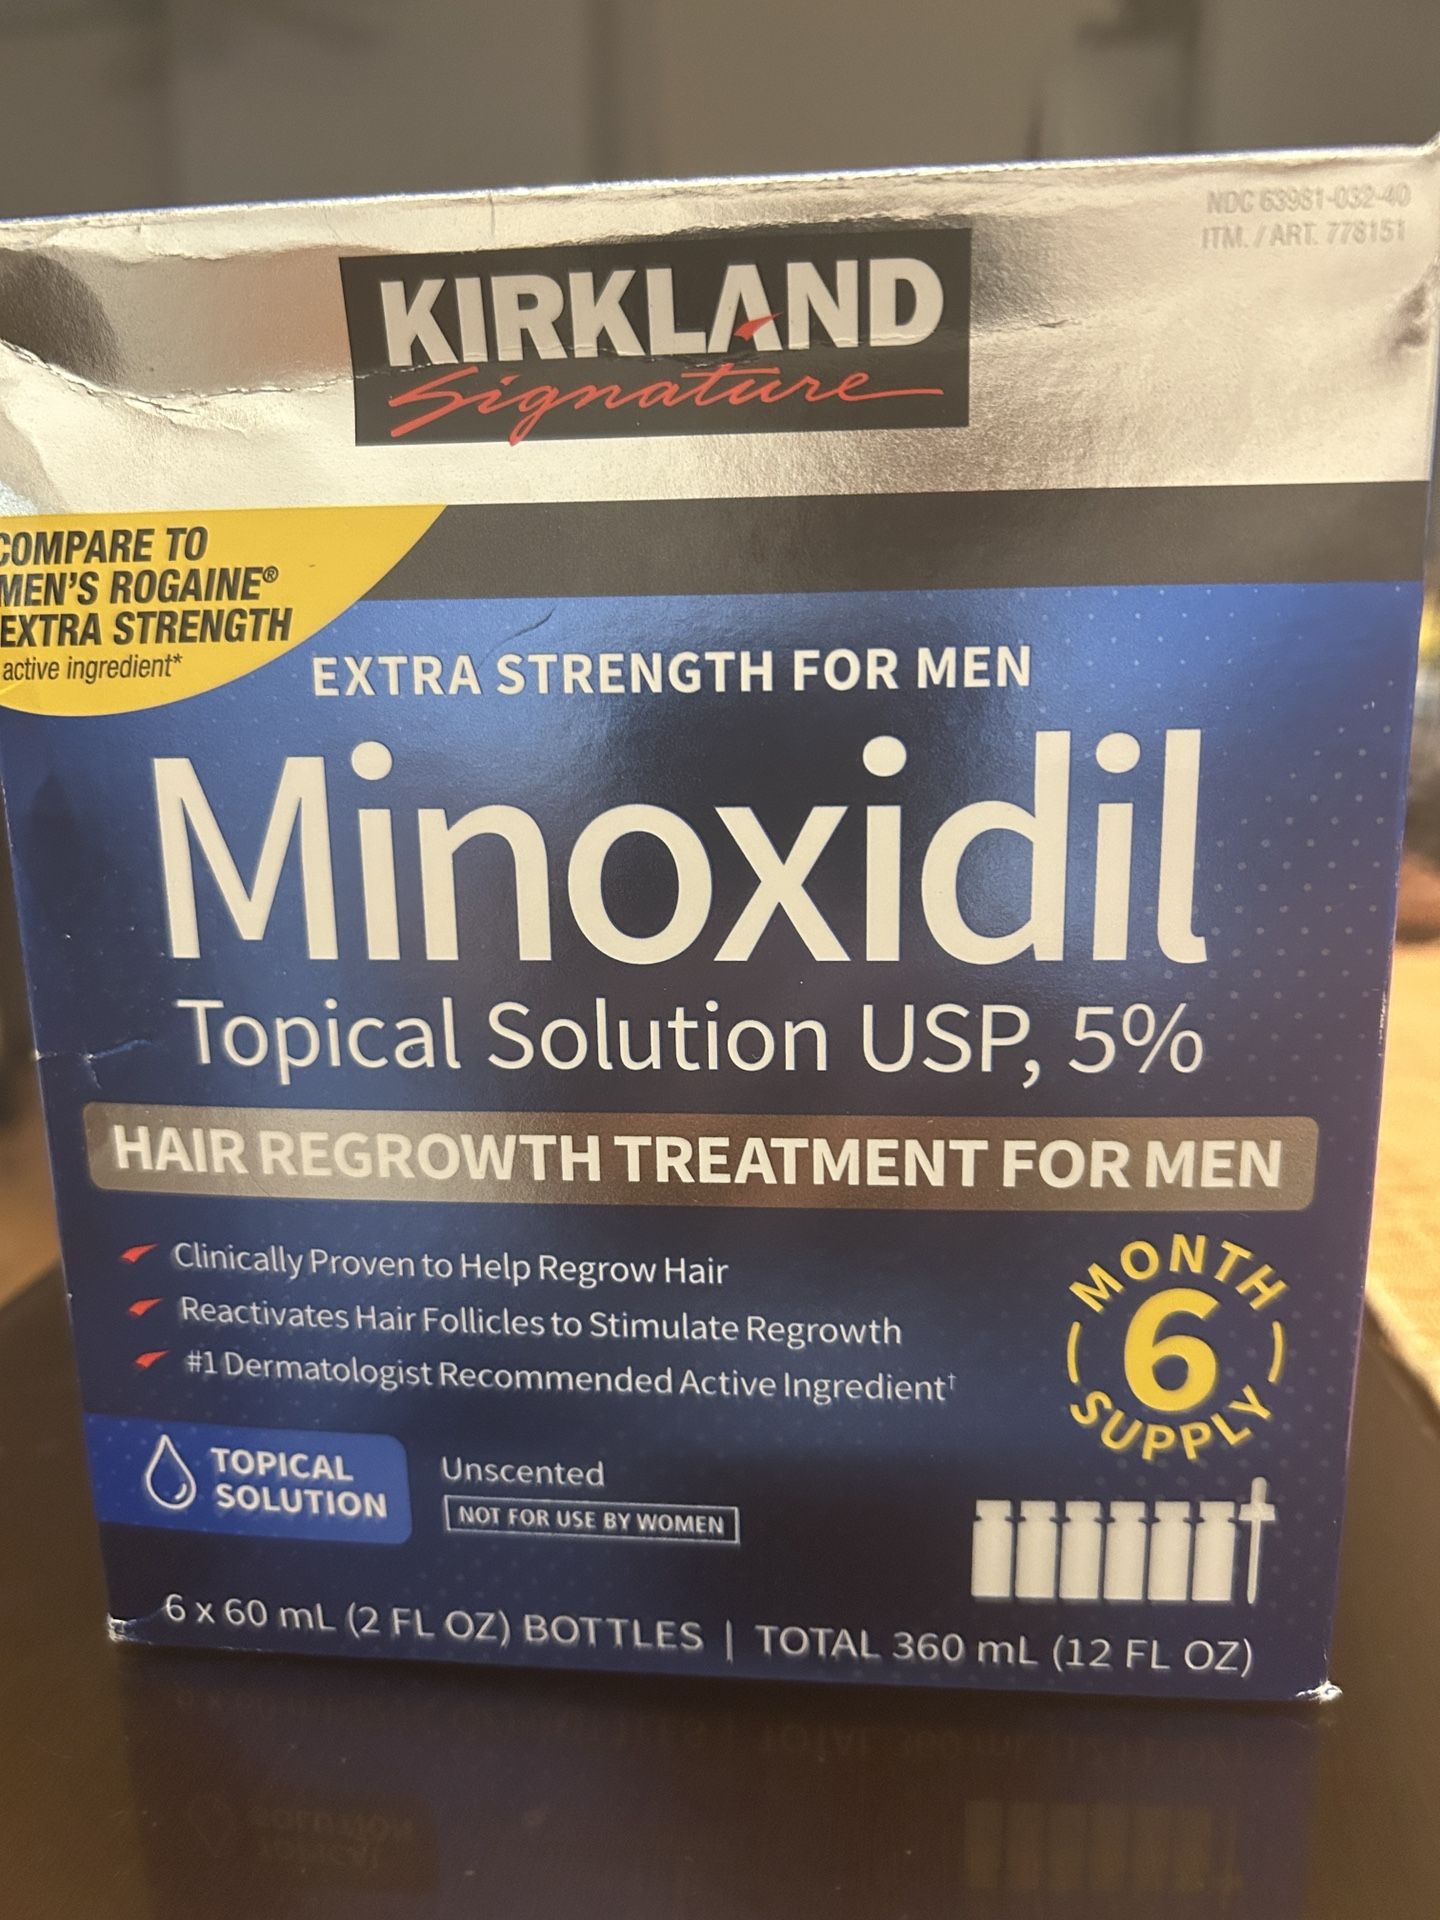 NDC 63981-032-40
ITM. / ART. 778151
KIRKLAND
Signature
COMPARE TO
MEN'S ROGAINE®
EXTRA STRENGTH
active ingredient*
EXTRA STRENGTH FOR MEN
Minoxidil
Topical Solution USP, 5%
HAIR REGROWTH TREATMENT FOR MEN
Clinically Proven to Help Regrow Hair
Reactivates Hair Follicles to Stimulate Regrowth
#1 Dermatologist Recommended Active Ingredient†
MONTH
6
SUPPLY
TOPICAL
SOLUTION
Unscented
NOT FOR USE BY WOMEN
6 x 60 mL (2 FL OZ) BOTTLES | TOTAL 360 mL (12 FL OZ)